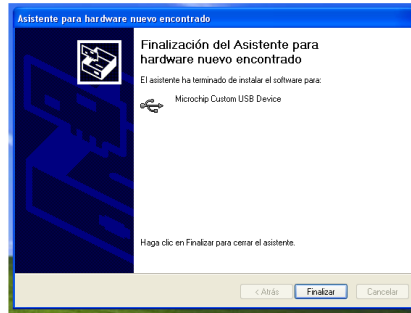 Asistente para hardware nuevo encontrado
Finalización del Asistente para
hardware nuevo encontrado
El asistente ha terminado de instalar el software para:
Microchip Custom USB Device
Haga clic en Finalizar para cerrar el asistente.
< Atrás Finalizar Cancelar